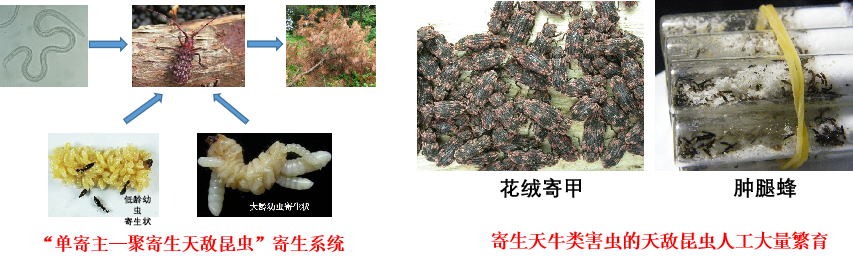 低龄幼
虫
寄生状
大龄幼虫寄生状
“单寄主—聚寄生天敌昆虫”寄生系统
花绒寄甲
肿腿蜂
寄生天牛类害虫的天敌昆虫人工大量繁育